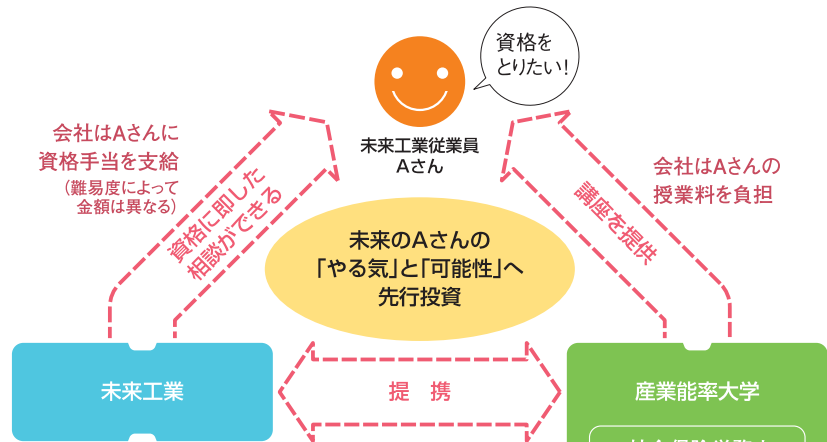 資格を
とりたい！
未来工業従業員
Aさん
会社はAさんに
資格手当を支給
（難易度によって
金額は異なる）
資格に即した
相談ができる
会社はAさんの
授業料を負担
講座を提供
未来のAさんの
「やる気」と「可能性」へ
先行投資
未来工業
提　携
産業能率大学